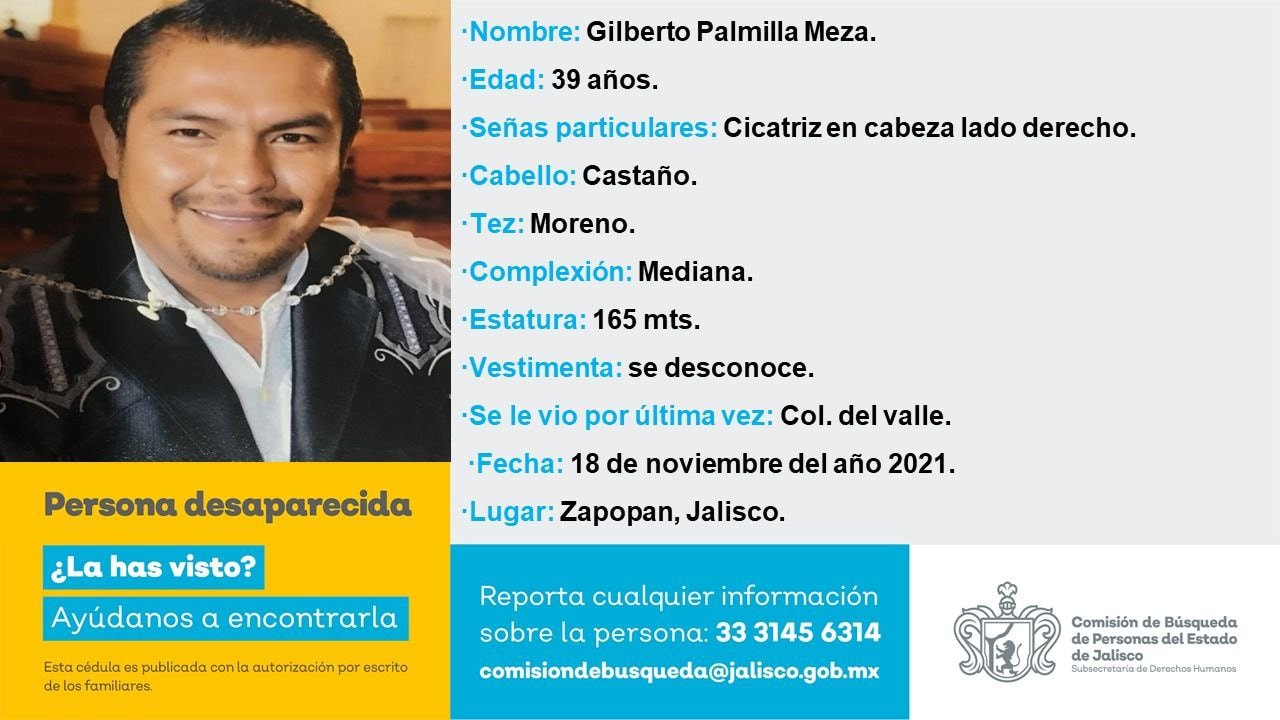 ·Nombre: Gilberto Palmilla Meza.
·Edad: 39 años.
·Señas particulares: Cicatriz en cabeza lado derecho.
·Cabello: Castaño.
·Tez: Moreno.
·Complexión: Mediana.
·Estatura: 165 mts.
·Vestimenta: se desconoce.
·Se le vio por última vez: Col. del valle.
·Fecha: 18 de noviembre del año 2021.
·Lugar: Zapopan, Jalisco.
Persona desaparecida
¿La has visto?
Ayúdanos a encontrarla
Esta cédula es publicada con la autorización por escrito
de los familiares.
Reporta cualquier información
sobre la persona: 33 3145 6314
comisiondebusqueda@jalisco.gob.mx
Comisión de Búsqueda
de Personas del Estado
de Jalisco
Subsecretaría de Derechos Humanos